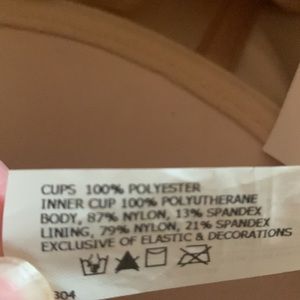 CUPS 100% POLYESTER
INNER CUP 100% POLYUTHERANE
BODY, 87% NYLON, 13% SPANDEX
LINING, 79% NYLON, 21% SPANDEX
EXCLUSIVE OF ELASTIC & DECORATIONS
304